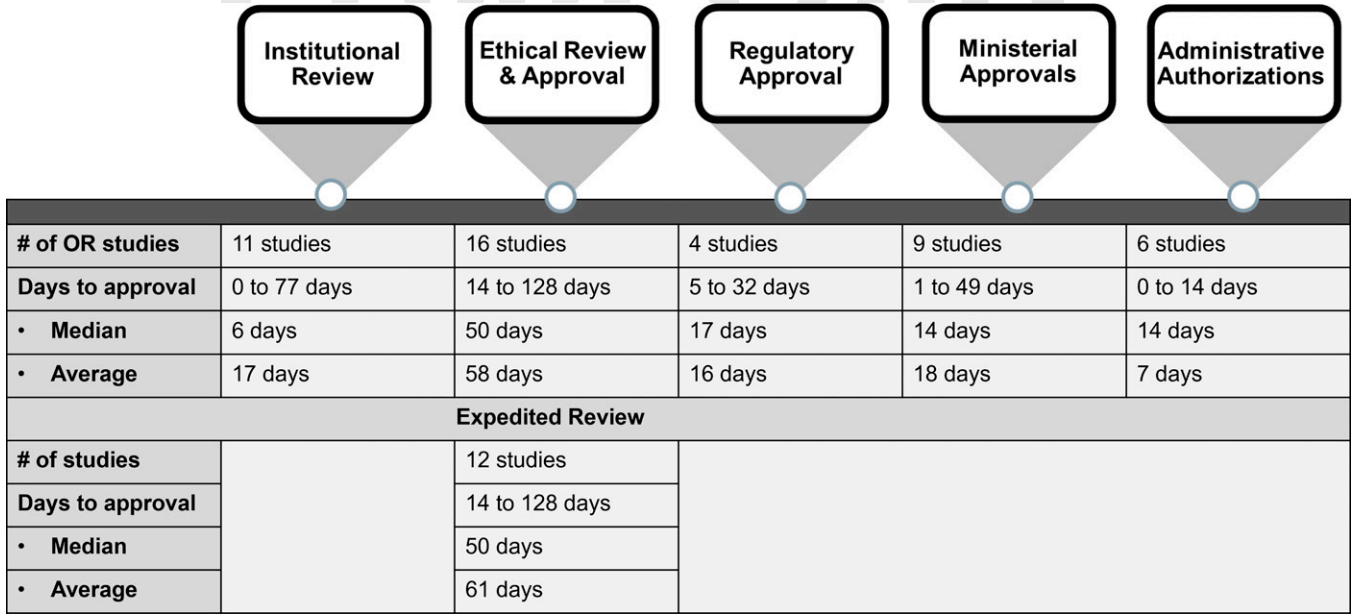 Institutional
Review
Ethical Review
& Approval
Regulatory
Approval
Ministerial
Approvals
Administrative
Authorizations
# of OR studies 11 studies 16 studies 4 studies 9 studies 6 studies
Days to approval 0 to 77 days 14 to 128 days 5 to 32 days 1 to 49 days 0 to 14 days
• Median 6 days 50 days 17 days 14 days 14 days
• Average 17 days 58 days 16 days 18 days 7 days
Expedited Review
# of studies 12 studies
Days to approval 14 to 128 days
• Median 50 days
• Average 61 days